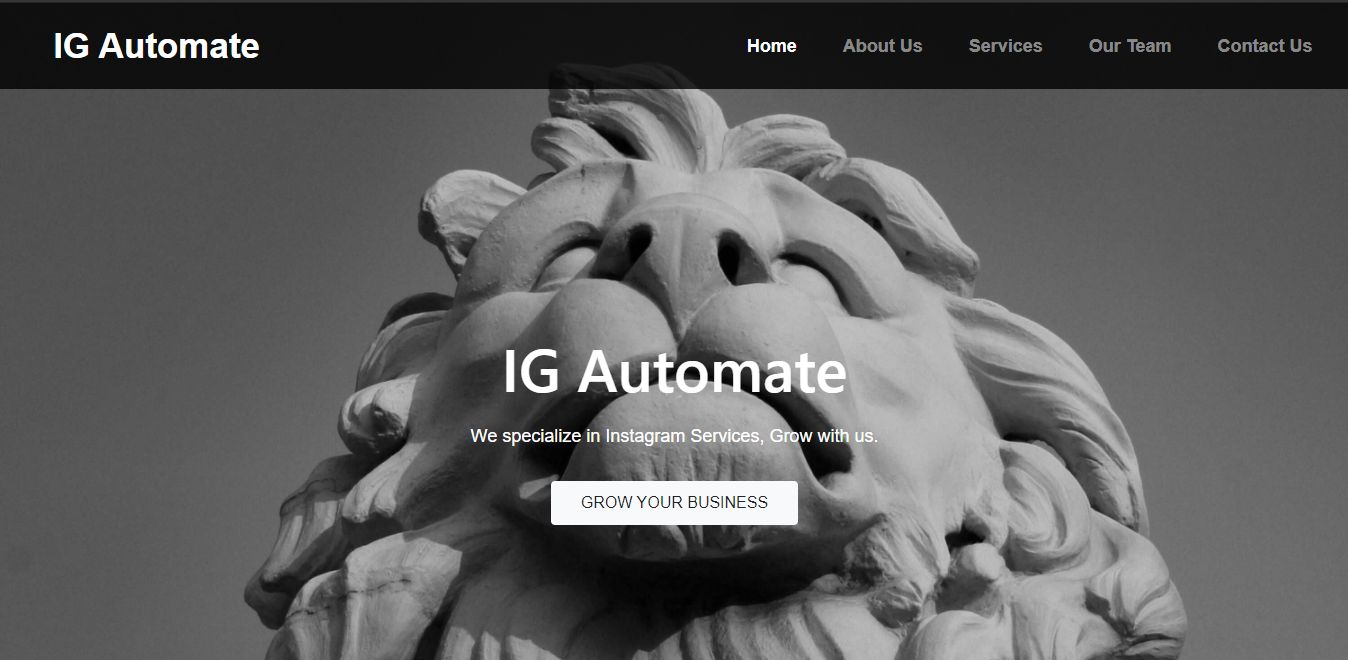 IG Automate
Home About Us Services Our Team Contact Us
IG Automate
We specialize in Instagram Services, Grow with us.
GROW YOUR BUSINESS